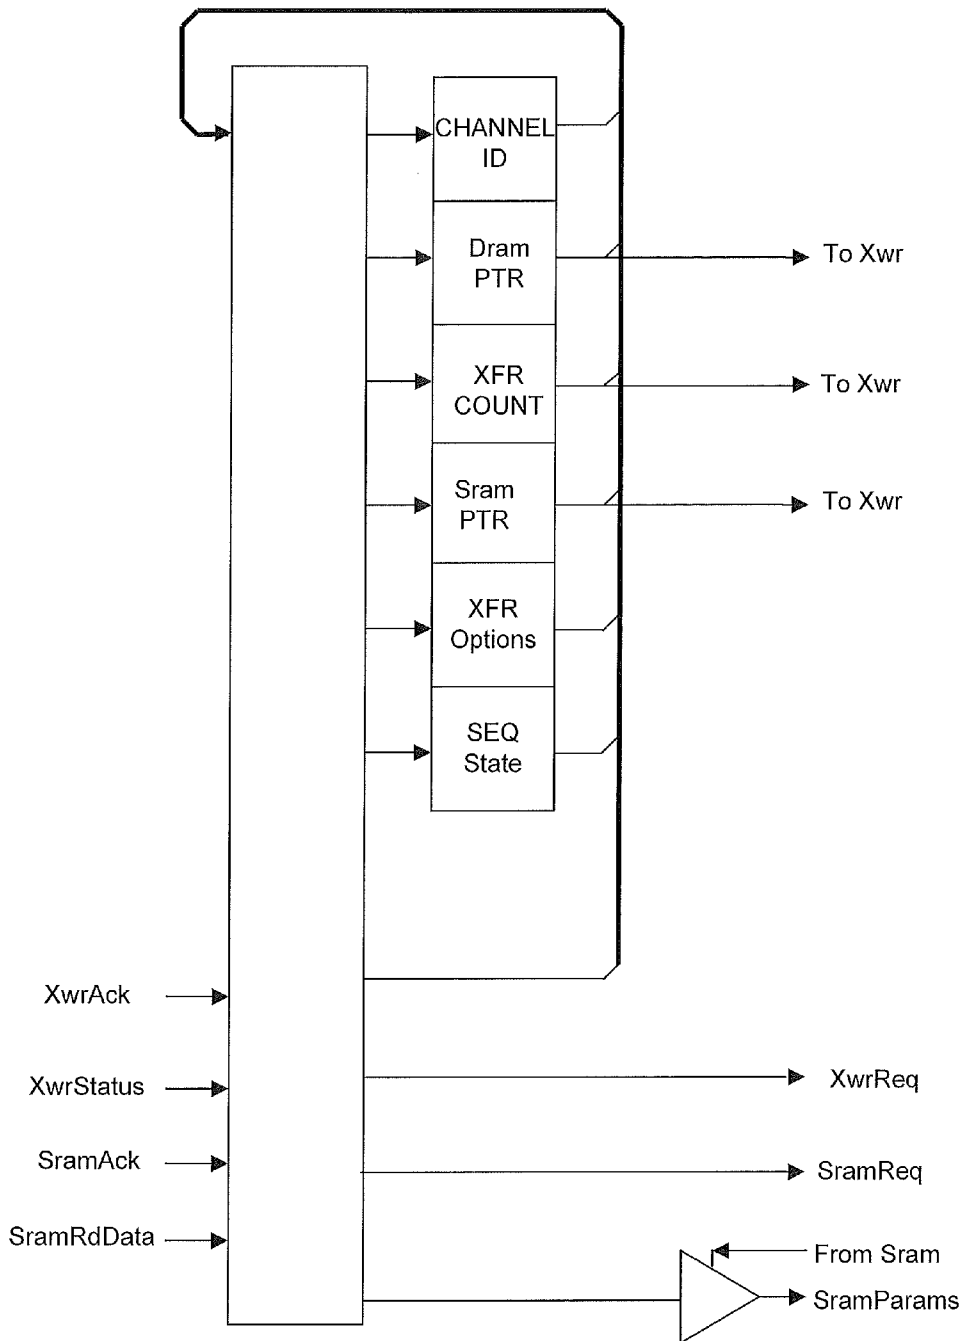 CHANNEL
ID
Dram
PTR
To Xwr
XFR
COUNT
To Xwr
Sram
PTR
To Xwr
XFR
Options
SEQ
State
XwrAck
XwrStatus
XwrReq
SramAck
SramReq
SramRdData
From Sram
SramParams